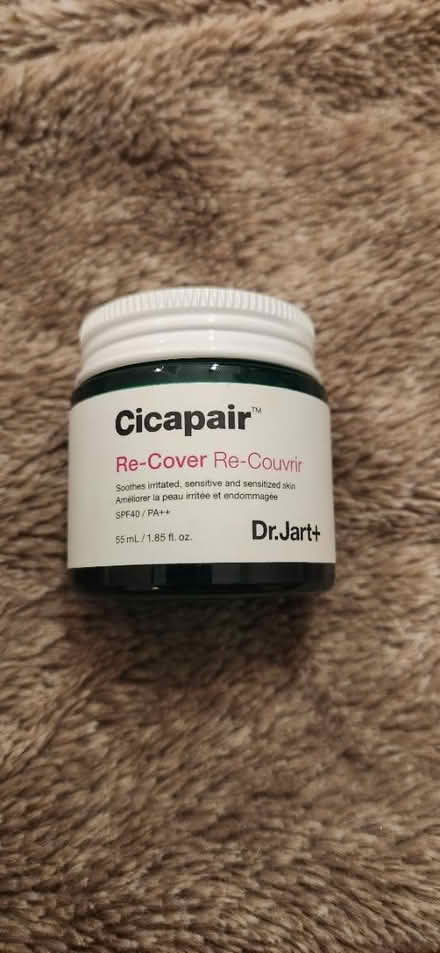 Cicapair™
Re-Cover Re-Couvrir
Soothes irritated, sensitive and sensitized skin
Améliorer la peau irritée et endommagée
SPF40 / PA++
55 mL / 1.85 fl. oz.
Dr.Jart+